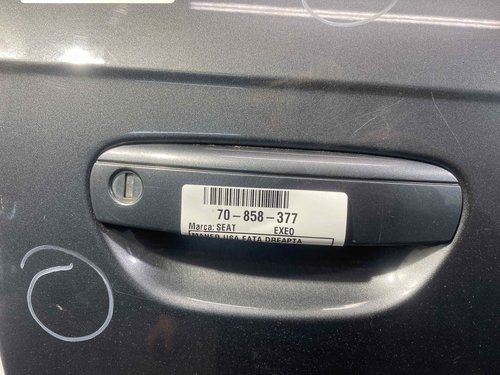 70-858-377
Marca: SEAT EXEO
MANER USA FATA DREAPTA